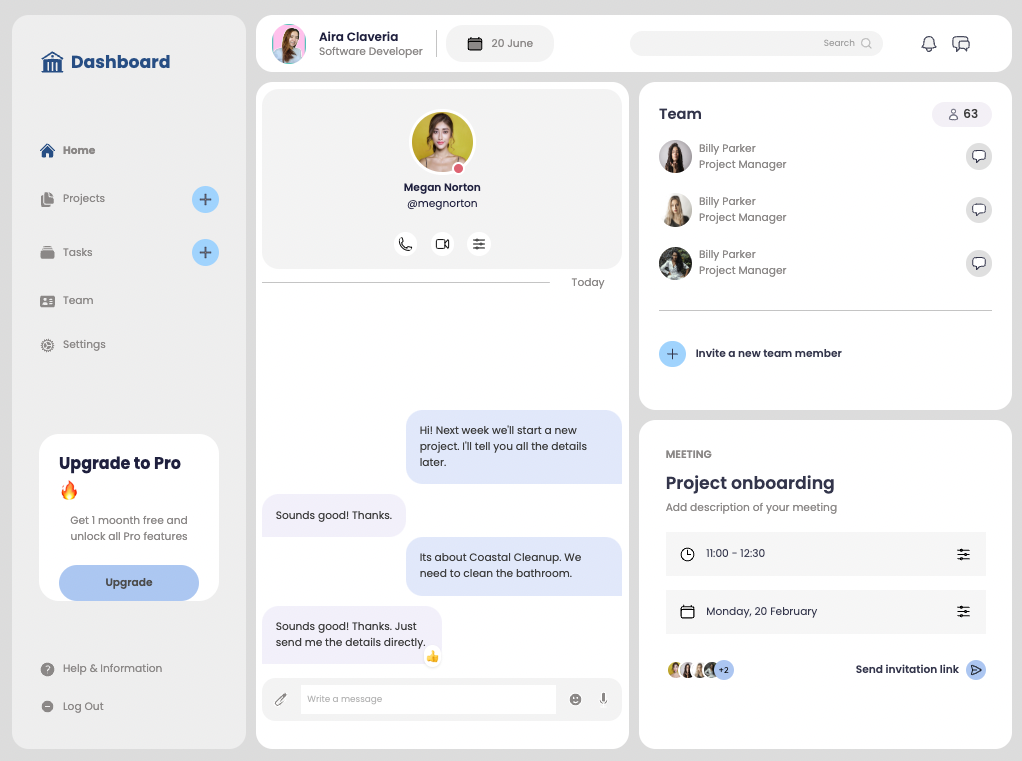 Dashboard
Home
Projects
Tasks
Team
Settings
Upgrade to Pro
🔥
Get 1 moonth free and
unlock all Pro features
Upgrade
Help & Information
Log Out
Aira Claveria
Software Developer
20 June
Search
Megan Norton
@megnorton
Today
Hi! Next week we'll start a new
project. I'll tell you all the details
later.
Sounds good! Thanks.
Its about Coastal Cleanup. We
need to clean the bathroom.
Sounds good! Thanks. Just
send me the details directly.
👍
Write a message
Team
63
Billy Parker
Project Manager
Billy Parker
Project Manager
Billy Parker
Project Manager
Invite a new team member
MEETING
Project onboarding
Add description of your meeting
11:00 - 12:30
Monday, 20 February
+2
Send invitation link